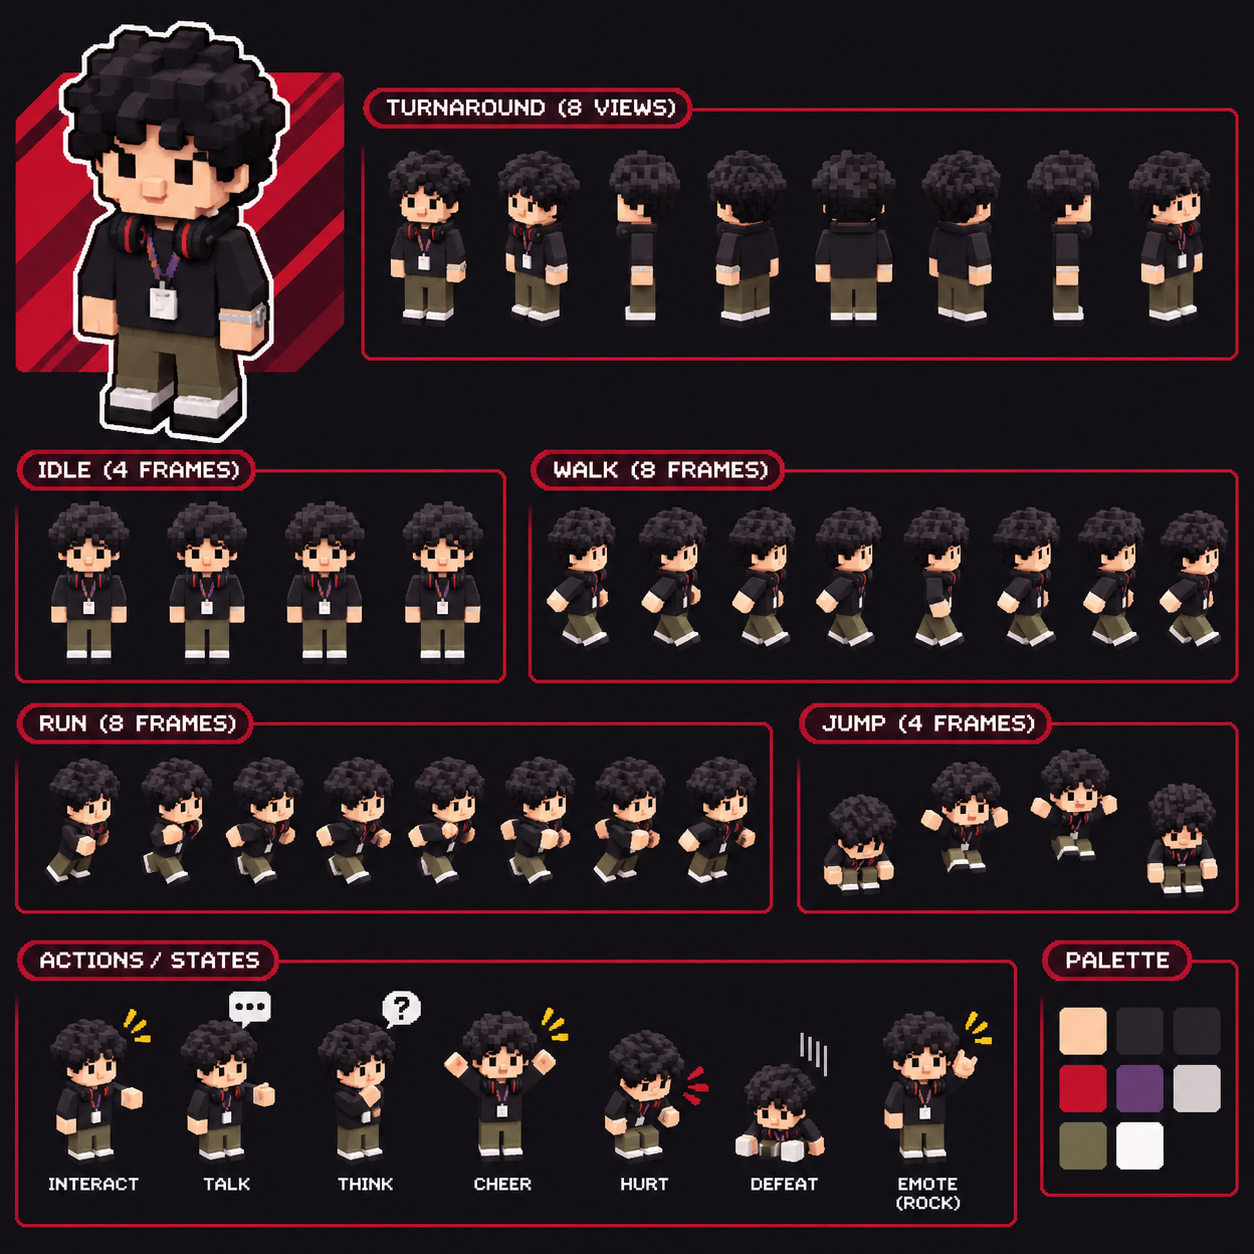 TURNAROUND (8 VIEWS)
IDLE (4 FRAMES)
WALK (8 FRAMES)
RUN (8 FRAMES)
JUMP (4 FRAMES)
ACTIONS / STATES
PALETTE
...
?
INTERACT
TALK
THINK
CHEER
HURT
DEFEAT
EMOTE
(ROCK)